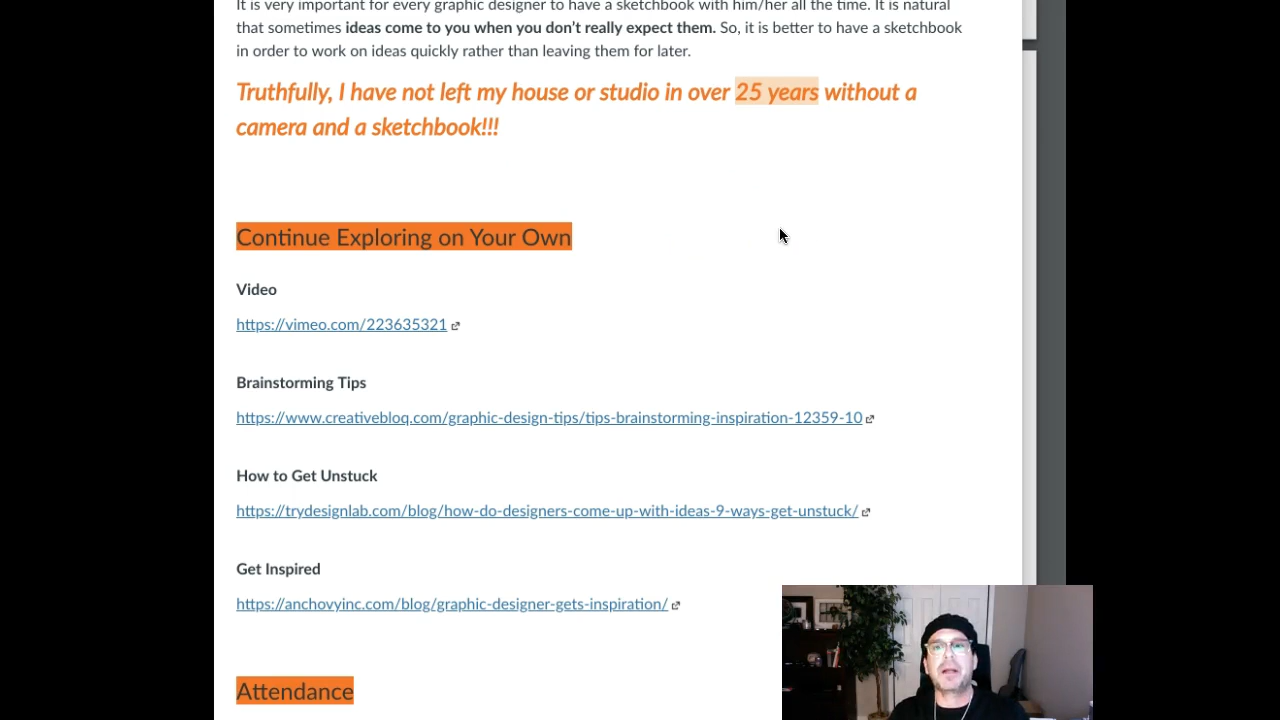 It is very important for every graphic designer to have a sketchbook with him/her all the time. It is natural
that sometimes ideas come to you when you don't really expect them. So, it is better to have a sketchbook
in order to work on ideas quickly rather than leaving them for later.
Truthfully, I have not left my house or studio in over 25 years without a
camera and a sketchbook!!!
Continue Exploring on Your Own
Video
https://vimeo.com/223635321
Brainstorming Tips
https://www.creativebloq.com/graphic-design-tips/tips-brainstorming-inspiration-12359-10
How to Get Unstuck
https://trydesignlab.com/blog/how-do-designers-come-up-with-ideas-9-ways-get-unstuck/
Get Inspired
https://anchovyinc.com/blog/graphic-designer-gets-inspiration/
Attendance